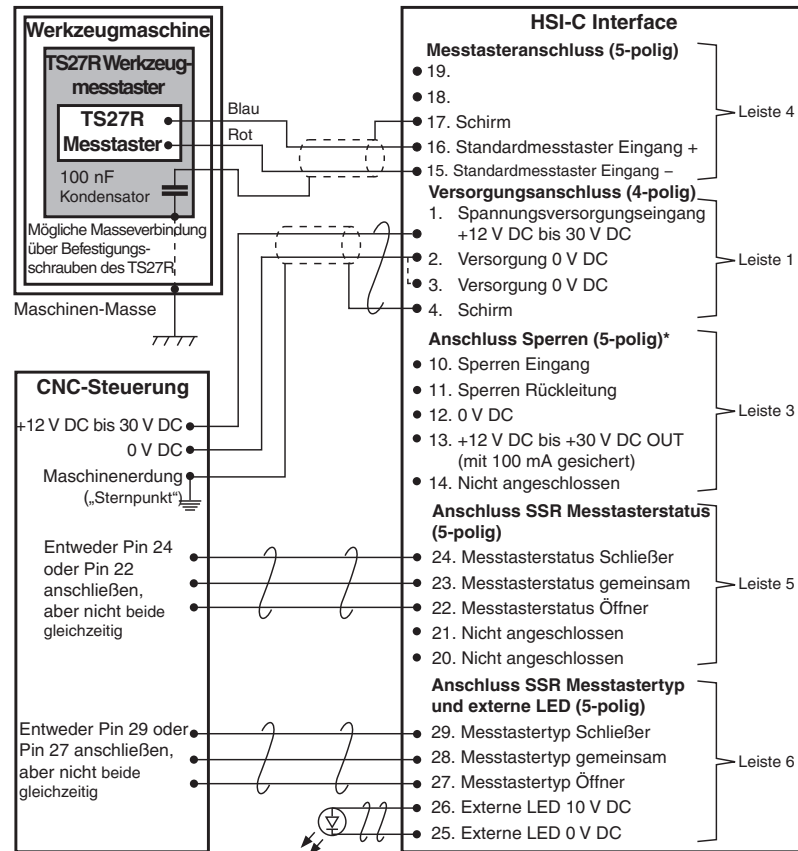 Werkzeugmaschine
TS27R Werkzeug-
messtaster
TS27R
Messtaster
100 nF
Kondensator
Mögliche Masseverbindung
über Befestigungs-
schrauben des TS27R
Maschinen-Masse
Blau
Rot
CNC-Steuerung
+12 V DC bis 30 V DC
0 V DC
Maschinenerdung
(„Sternpunkt“)
Entweder Pin 24
oder Pin 22
anschließen,
aber nicht beide
gleichzeitig
Entweder Pin 29 oder
Pin 27 anschließen,
aber nicht beide
gleichzeitig
HSI-C Interface
Messtasteranschluss (5-polig)
19.
18.
17. Schirm
16. Standardmesstaster Eingang +
15. Standardmesstaster Eingang –
Leiste 4
Versorgungsanschluss (4-polig)
1. Spannungsversorgungseingang
+12 V DC bis 30 V DC
2. Versorgung 0 V DC
3. Versorgung 0 V DC
4. Schirm
Leiste 1
Anschluss Sperren (5-polig)*
10. Sperren Eingang
11. Sperren Rückleitung
12. 0 V DC
13. +12 V DC bis +30 V DC OUT
(mit 100 mA gesichert)
14. Nicht angeschlossen
Leiste 3
Anschluss SSR Messtasterstatus
(5-polig)
24. Messtasterstatus Schließer
23. Messtasterstatus gemeinsam
22. Messtasterstatus Öffner
21. Nicht angeschlossen
20. Nicht angeschlossen
Leiste 5
Anschluss SSR Messtastertyp
und externe LED (5-polig)
29. Messtastertyp Schließer
28. Messtastertyp gemeinsam
27. Messtastertyp Öffner
26. Externe LED 10 V DC
25. Externe LED 0 V DC
Leiste 6